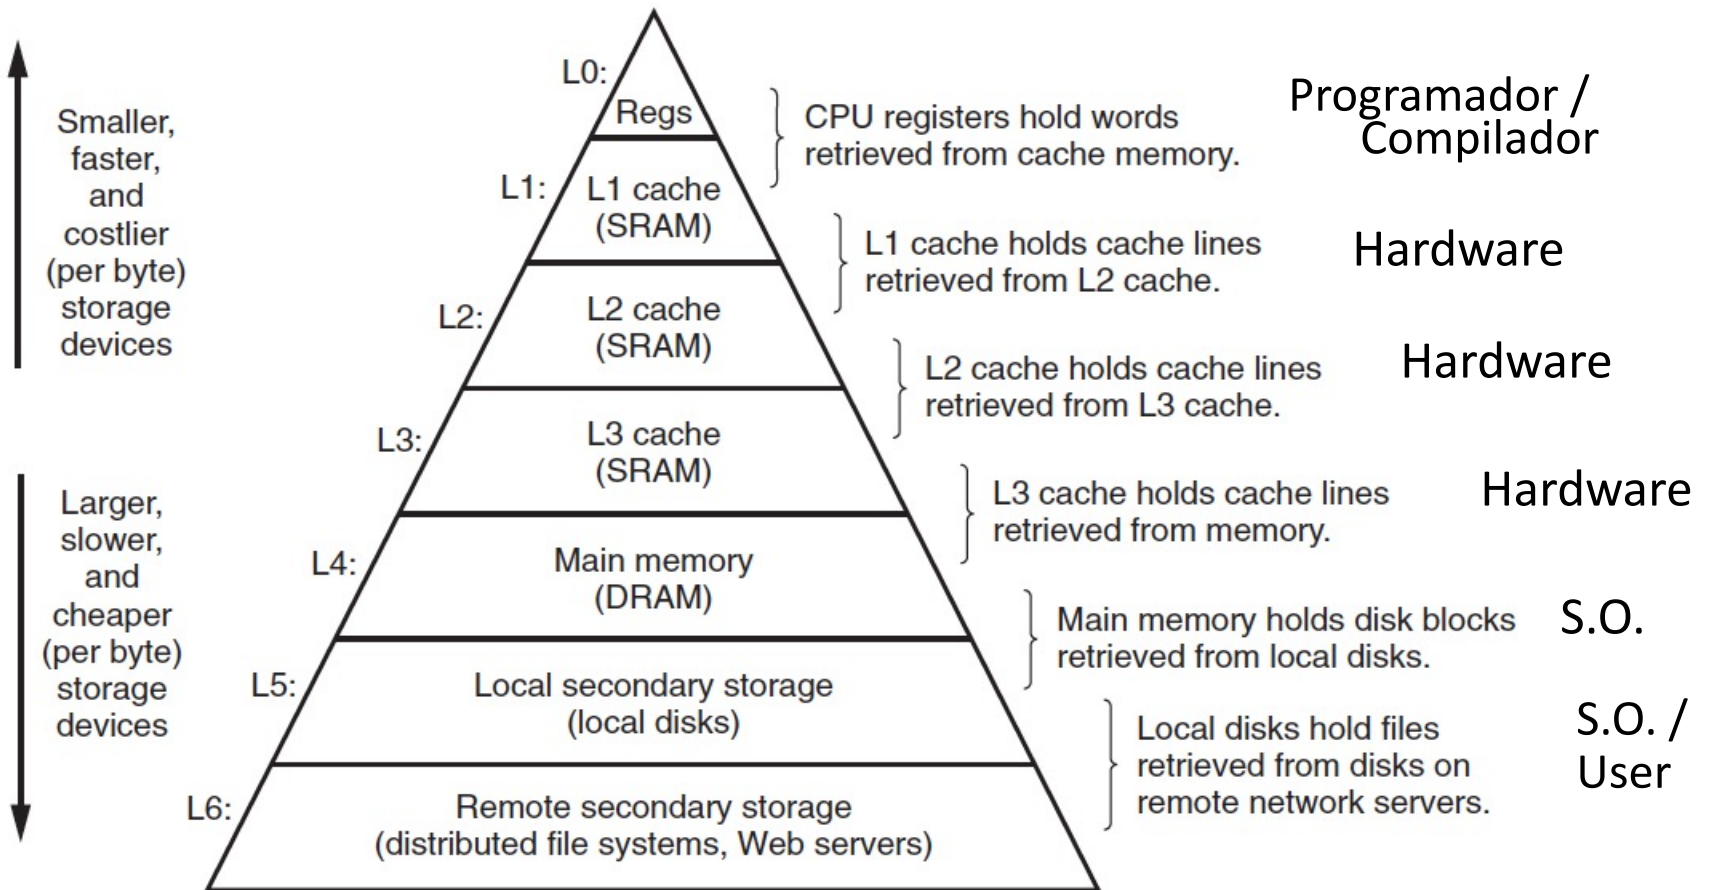 L0:
Regs
CPU registers hold words
retrieved from cache memory.
Programador /
Compilador
Smaller,
faster,
and
costlier
(per byte)
storage
devices
L1:
L1 cache
(SRAM)
L1 cache holds cache lines
retrieved from L2 cache.
Hardware
L2:
L2 cache
(SRAM)
L2 cache holds cache lines
retrieved from L3 cache.
Hardware
L3:
L3 cache
(SRAM)
L3 cache holds cache lines
retrieved from memory.
Hardware
Larger,
slower,
and
cheaper
(per byte)
storage
devices
L4:
Main memory
(DRAM)
Main memory holds disk blocks
retrieved from local disks.
S.O.
L5:
Local secondary storage
(local disks)
Local disks hold files
retrieved from disks on
remote network servers.
S.O. /
User
L6:
Remote secondary storage
(distributed file systems, Web servers)